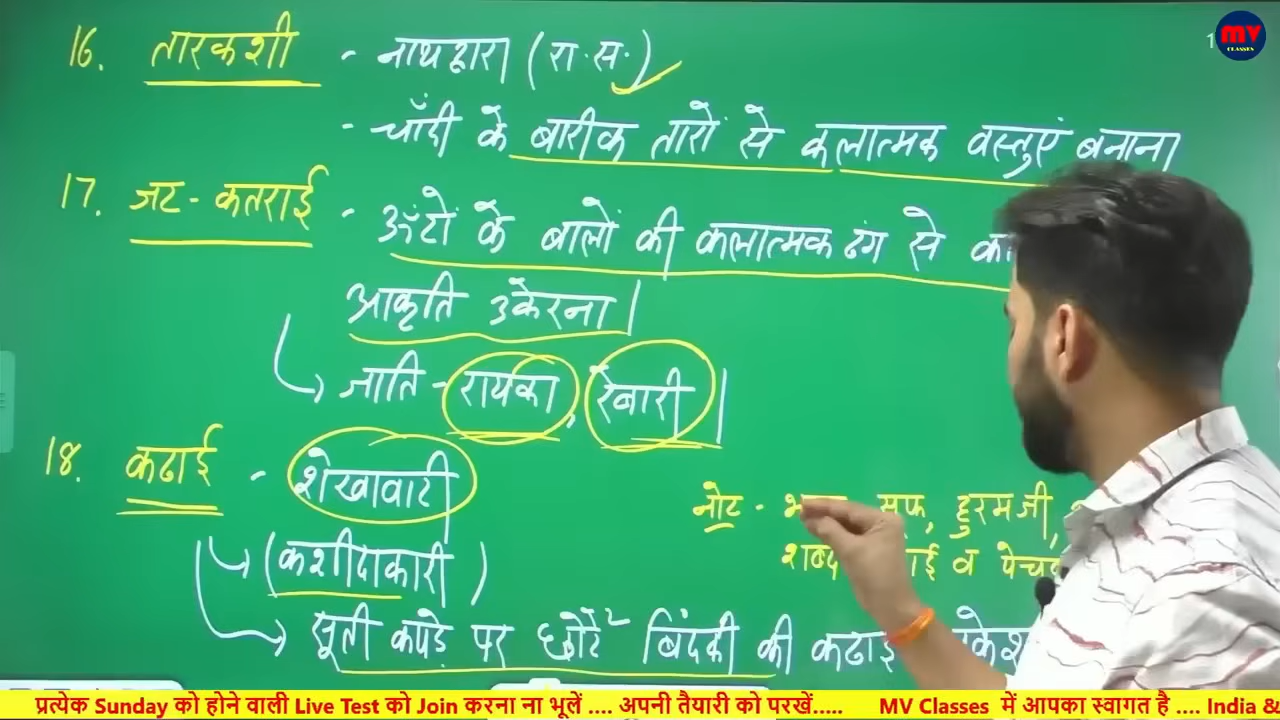 16. तारकशी - नाथद्वारा (रा.स.)
- चाँदी के बारीक तारों से कलात्मक वस्तुएं बनाना
17. जट-कतराई - ऊँटों के बालों की कलात्मक ढंग से
आकृति उकेरना।
जाति - रायका, रेबारी।
18. कढाई - शेखावाटी
(कशीदाकारी)
सूती कपड़े पर छोटे² बिंदकी की कढाई
नोट - हुरमजी,
शब्द व
MV
CLASSES
प्रत्येक Sunday को होने वाली Live Test को Join करना ना भूलें .... अपनी तैयारी को परखें..... MV Classes में आपका स्वागत है .... India &